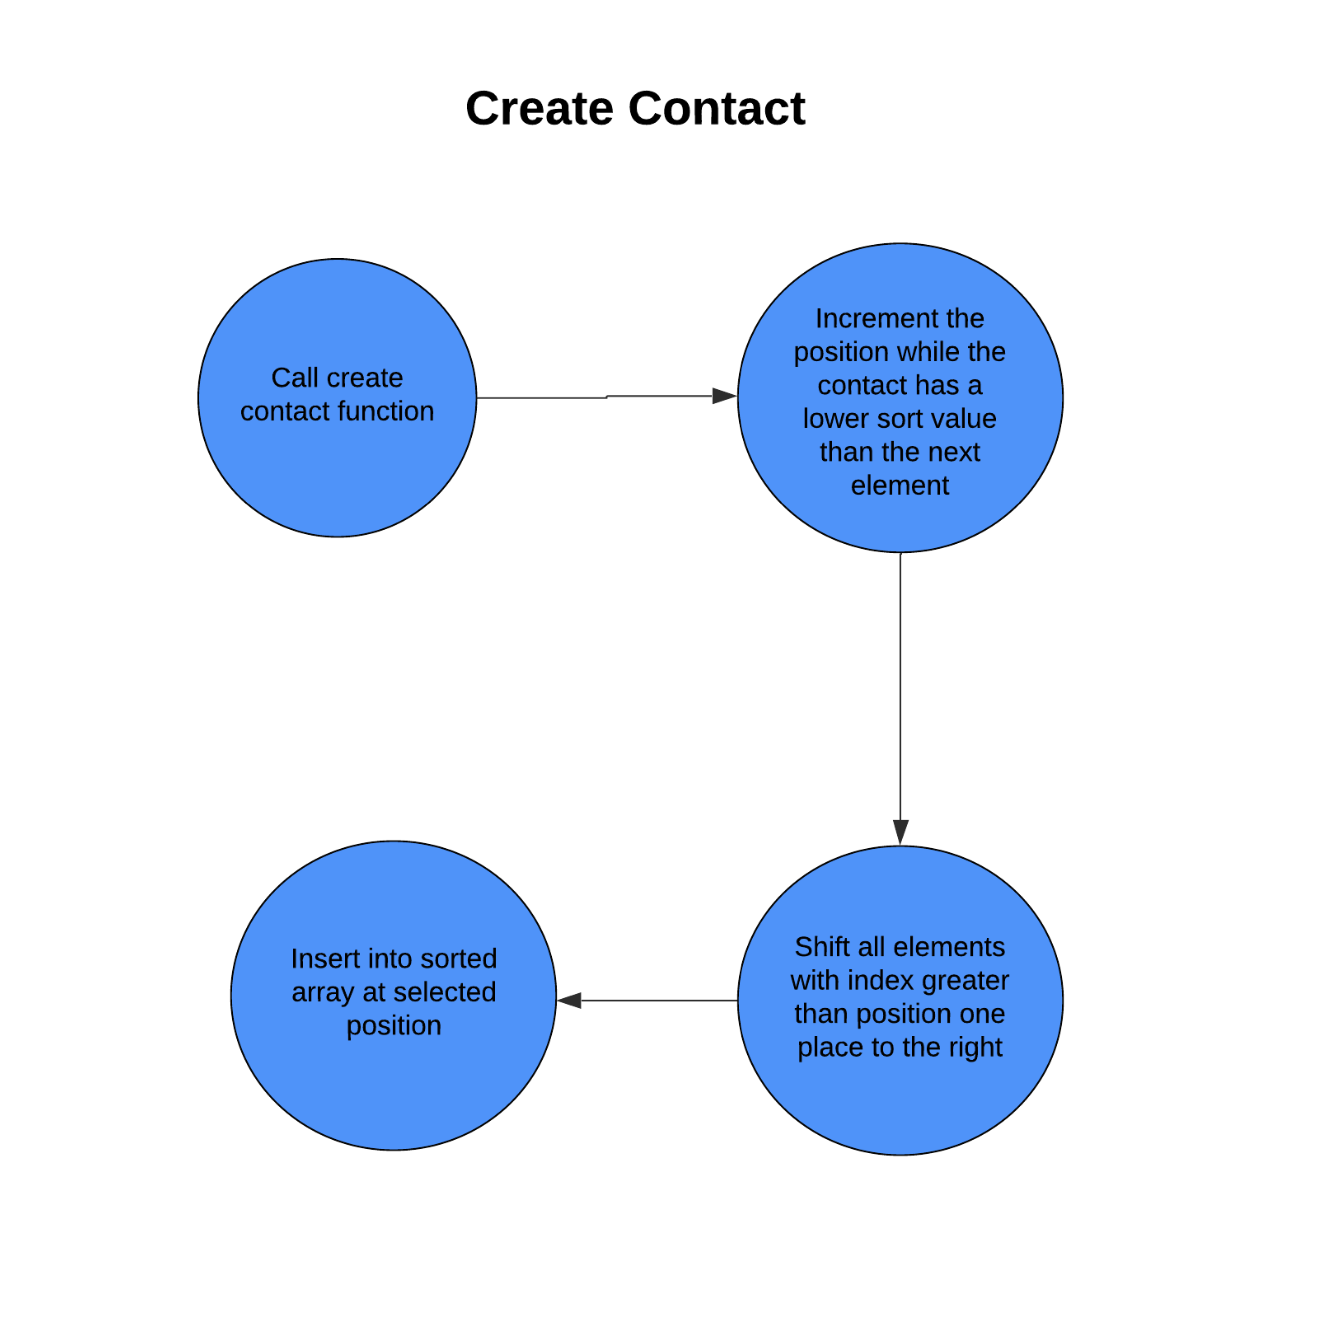 Create Contact
Call create
contact function
Increment the
position while the
contact has a
lower sort value
than the next
element
Shift all elements
with index greater
than position one
place to the right
Insert into sorted
array at selected
position